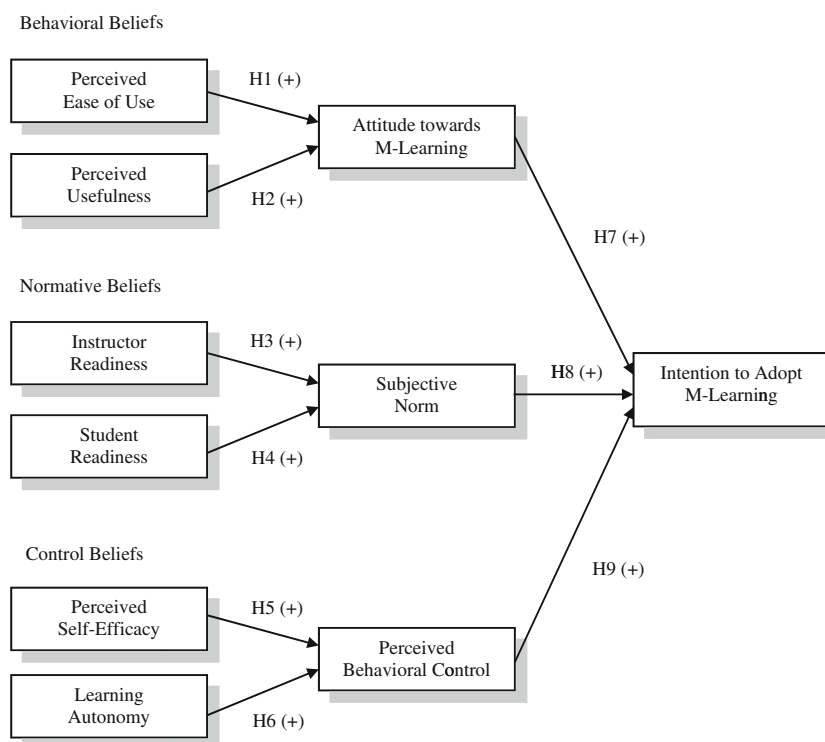 Behavioral Beliefs
Perceived
Ease of Use
H1 (+)
Attitude towards
M-Learning
Perceived
Usefulness
H2 (+)
H7 (+)
Normative Beliefs
Instructor
Readiness
H3 (+)
Subjective
Norm
H8 (+)
Intention to Adopt
M-Learning
Student
Readiness
H4 (+)
Control Beliefs
H9 (+)
Perceived
Self-Efficacy
H5 (+)
Perceived
Behavioral Control
Learning
Autonomy
H6 (+)